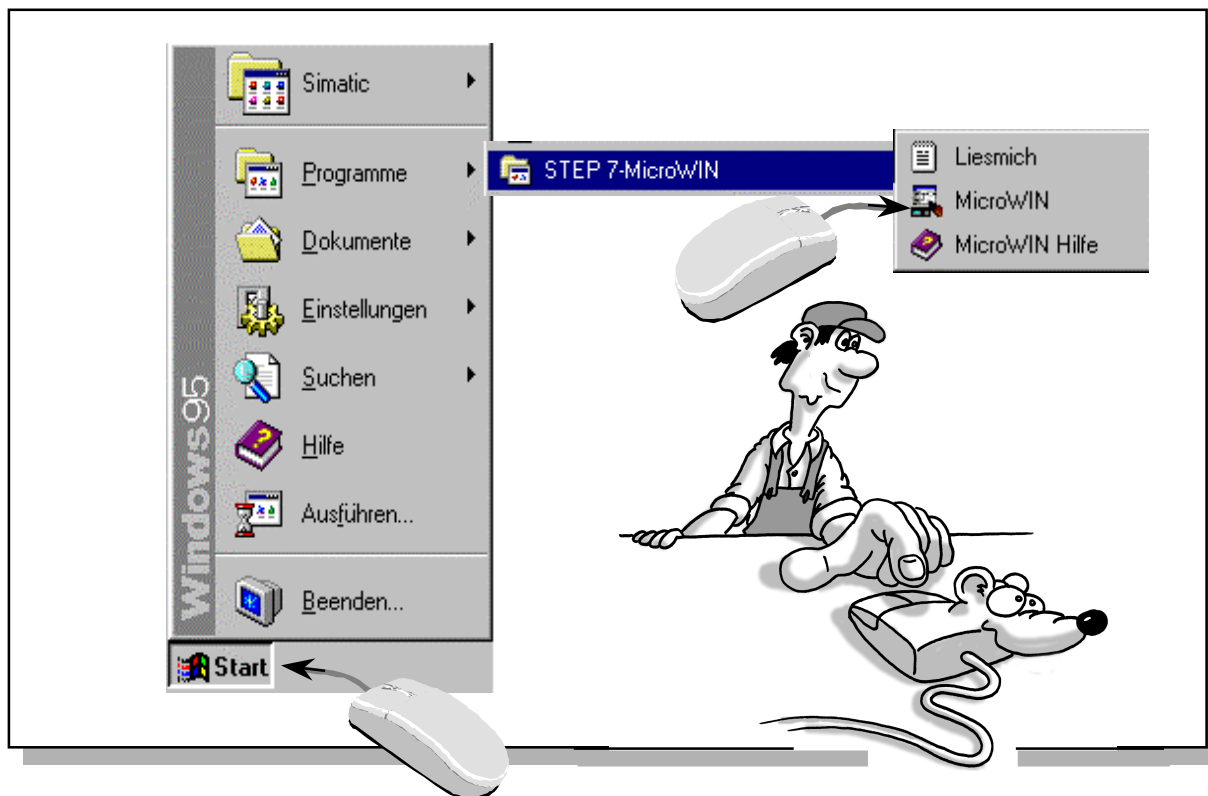 Simatic
Programme
Dokumente
Einstellungen
Suchen
Hilfe
Ausführen...
Beenden...
Windows95
Start
STEP 7-MicroWIN
Liesmich
MicroWIN
MicroWIN Hilfe